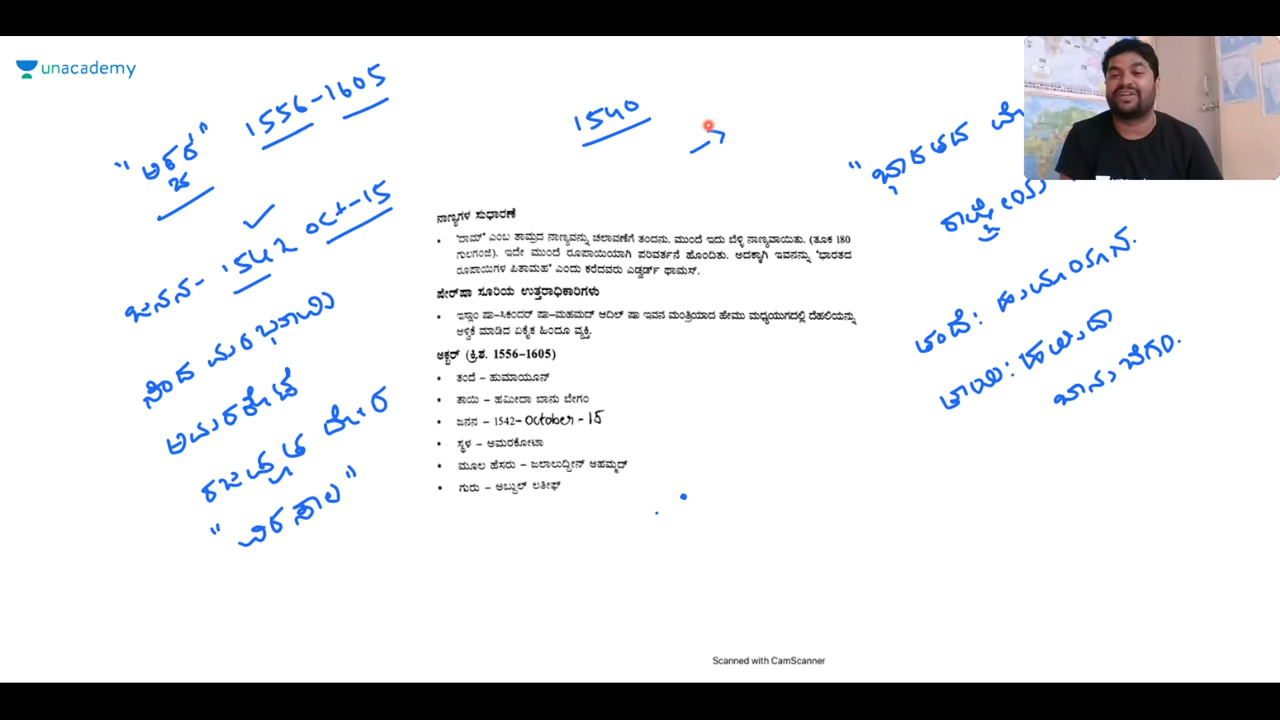 unacademy
"ಅಕ್ಬರ" 1556-1605
1540
"ಭಾರತದ
ರಾಷ್ಟ್ರೀಯ
ಜನನ- 1542 oct-15
ಸಿಂದ
ಅಮರಕೋಟೆ
ರಜಪೂತ ದೊರೆ
"ವಿರಸಾಲ"
ನಾಣ್ಯಗಳ ಸುಧಾರಣೆ
• 'ದಾಮ್' ಎಂಬ ತಾಮ್ರದ ನಾಣ್ಯವನ್ನು ಚಲಾವಣೆಗೆ ತಂದನು. ಮುಂದೆ ಇದು ಬೆಳ್ಳಿ ನಾಣ್ಯವಾಯಿತು. (ತೂಕ 180
ಗುಲಗಂಜಿ). ಇದೇ ಮುಂದೆ ರೂಪಾಯಿಯಾಗಿ ಪರಿವರ್ತನೆ ಹೊಂದಿತು. ಅದಕ್ಕಾಗಿ ಇವನನ್ನು 'ಭಾರತದ
ರೂಪಾಯಿಗಳ ಪಿತಾಮಹ' ಎಂದು ಕರೆದವರು ಎಡ್ವರ್ಡ್ ಥಾಮಸ್.
ಷೇರ್‌ಷಾ ಸೂರಿಯ ಉತ್ತರಾಧಿಕಾರಿಗಳು
• ಇಸ್ಲಾಂ ಷಾ-ಸಿಕಂದರ್ ಷಾ-ಮಹಮದ್ ಆದಿಲ್ ಷಾ ಇವನ ಮಂತ್ರಿಯಾದ ಹೇಮು ಮಧ್ಯಯುಗದಲ್ಲಿ ದೆಹಲಿಯನ್ನು
ಆಳ್ವಿಕೆ ಮಾಡಿದ ಏಕೈಕ ಹಿಂದೂ ವ್ಯಕ್ತಿ.
ಅಕ್ಬರ್ (ಕ್ರಿ.ಶ. 1556-1605)
• ತಂದೆ - ಹುಮಾಯೂನ್
• ತಾಯಿ - ಹಮೀದಾ ಬಾನು ಬೇಗಂ
• ಜನನ - 1542-October-15
• ಸ್ಥಳ - ಅಮರಕೋಟಾ
• ಮೂಲ ಹೆಸರು - ಜಲಾಲುದ್ದೀನ್ ಅಹಮ್ಮದ್
• ಗುರು - ಅಬ್ದುಲ್ ಲತೀಫ್
ತಂದೆ: ಹುಮಾಯೂನ.
ತಾಯಿ: ಹಮಿದಾ
ಬಾನು ಬೆಗಂ.
Scanned with CamScanner